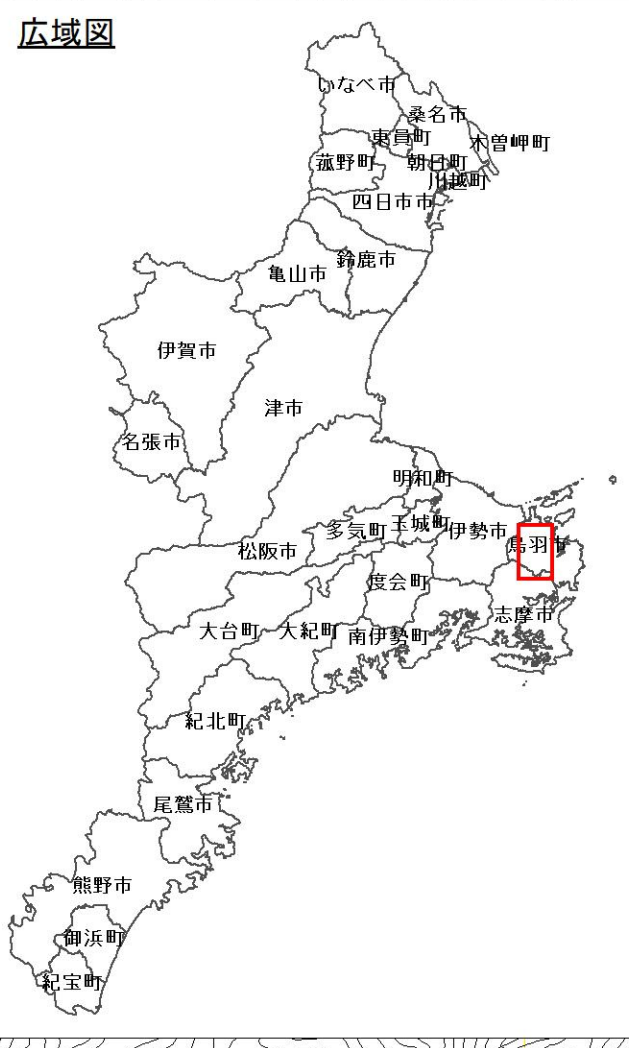 広域図
いなべ市
桑名市
東員町
木曽岬町
菰野町
朝日町
川越町
四日市市
鈴鹿市
亀山市
伊賀市
津市
名張市
明和町
玉城町
多気町
伊勢市
鳥羽市
松阪市
度会町
志摩市
大台町
大紀町
南伊勢町
紀北町
尾鷲市
熊野市
御浜町
紀宝町